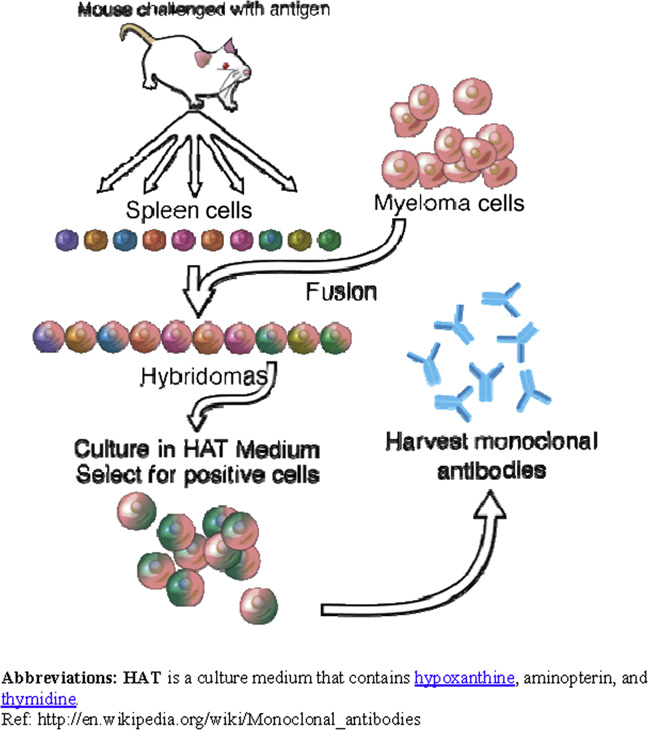 Mouse challenged with antigen
Spleen cells
Myeloma cells
Fusion
Hybridomas
Culture in HAT Medium
Select for positive cells
Harvest monoclonal
antibodies
Abbreviations: HAT is a culture medium that contains hypoxanthine, aminopterin, and
thymidine.
Ref: http://en.wikipedia.org/wiki/Monoclonal_antibodies